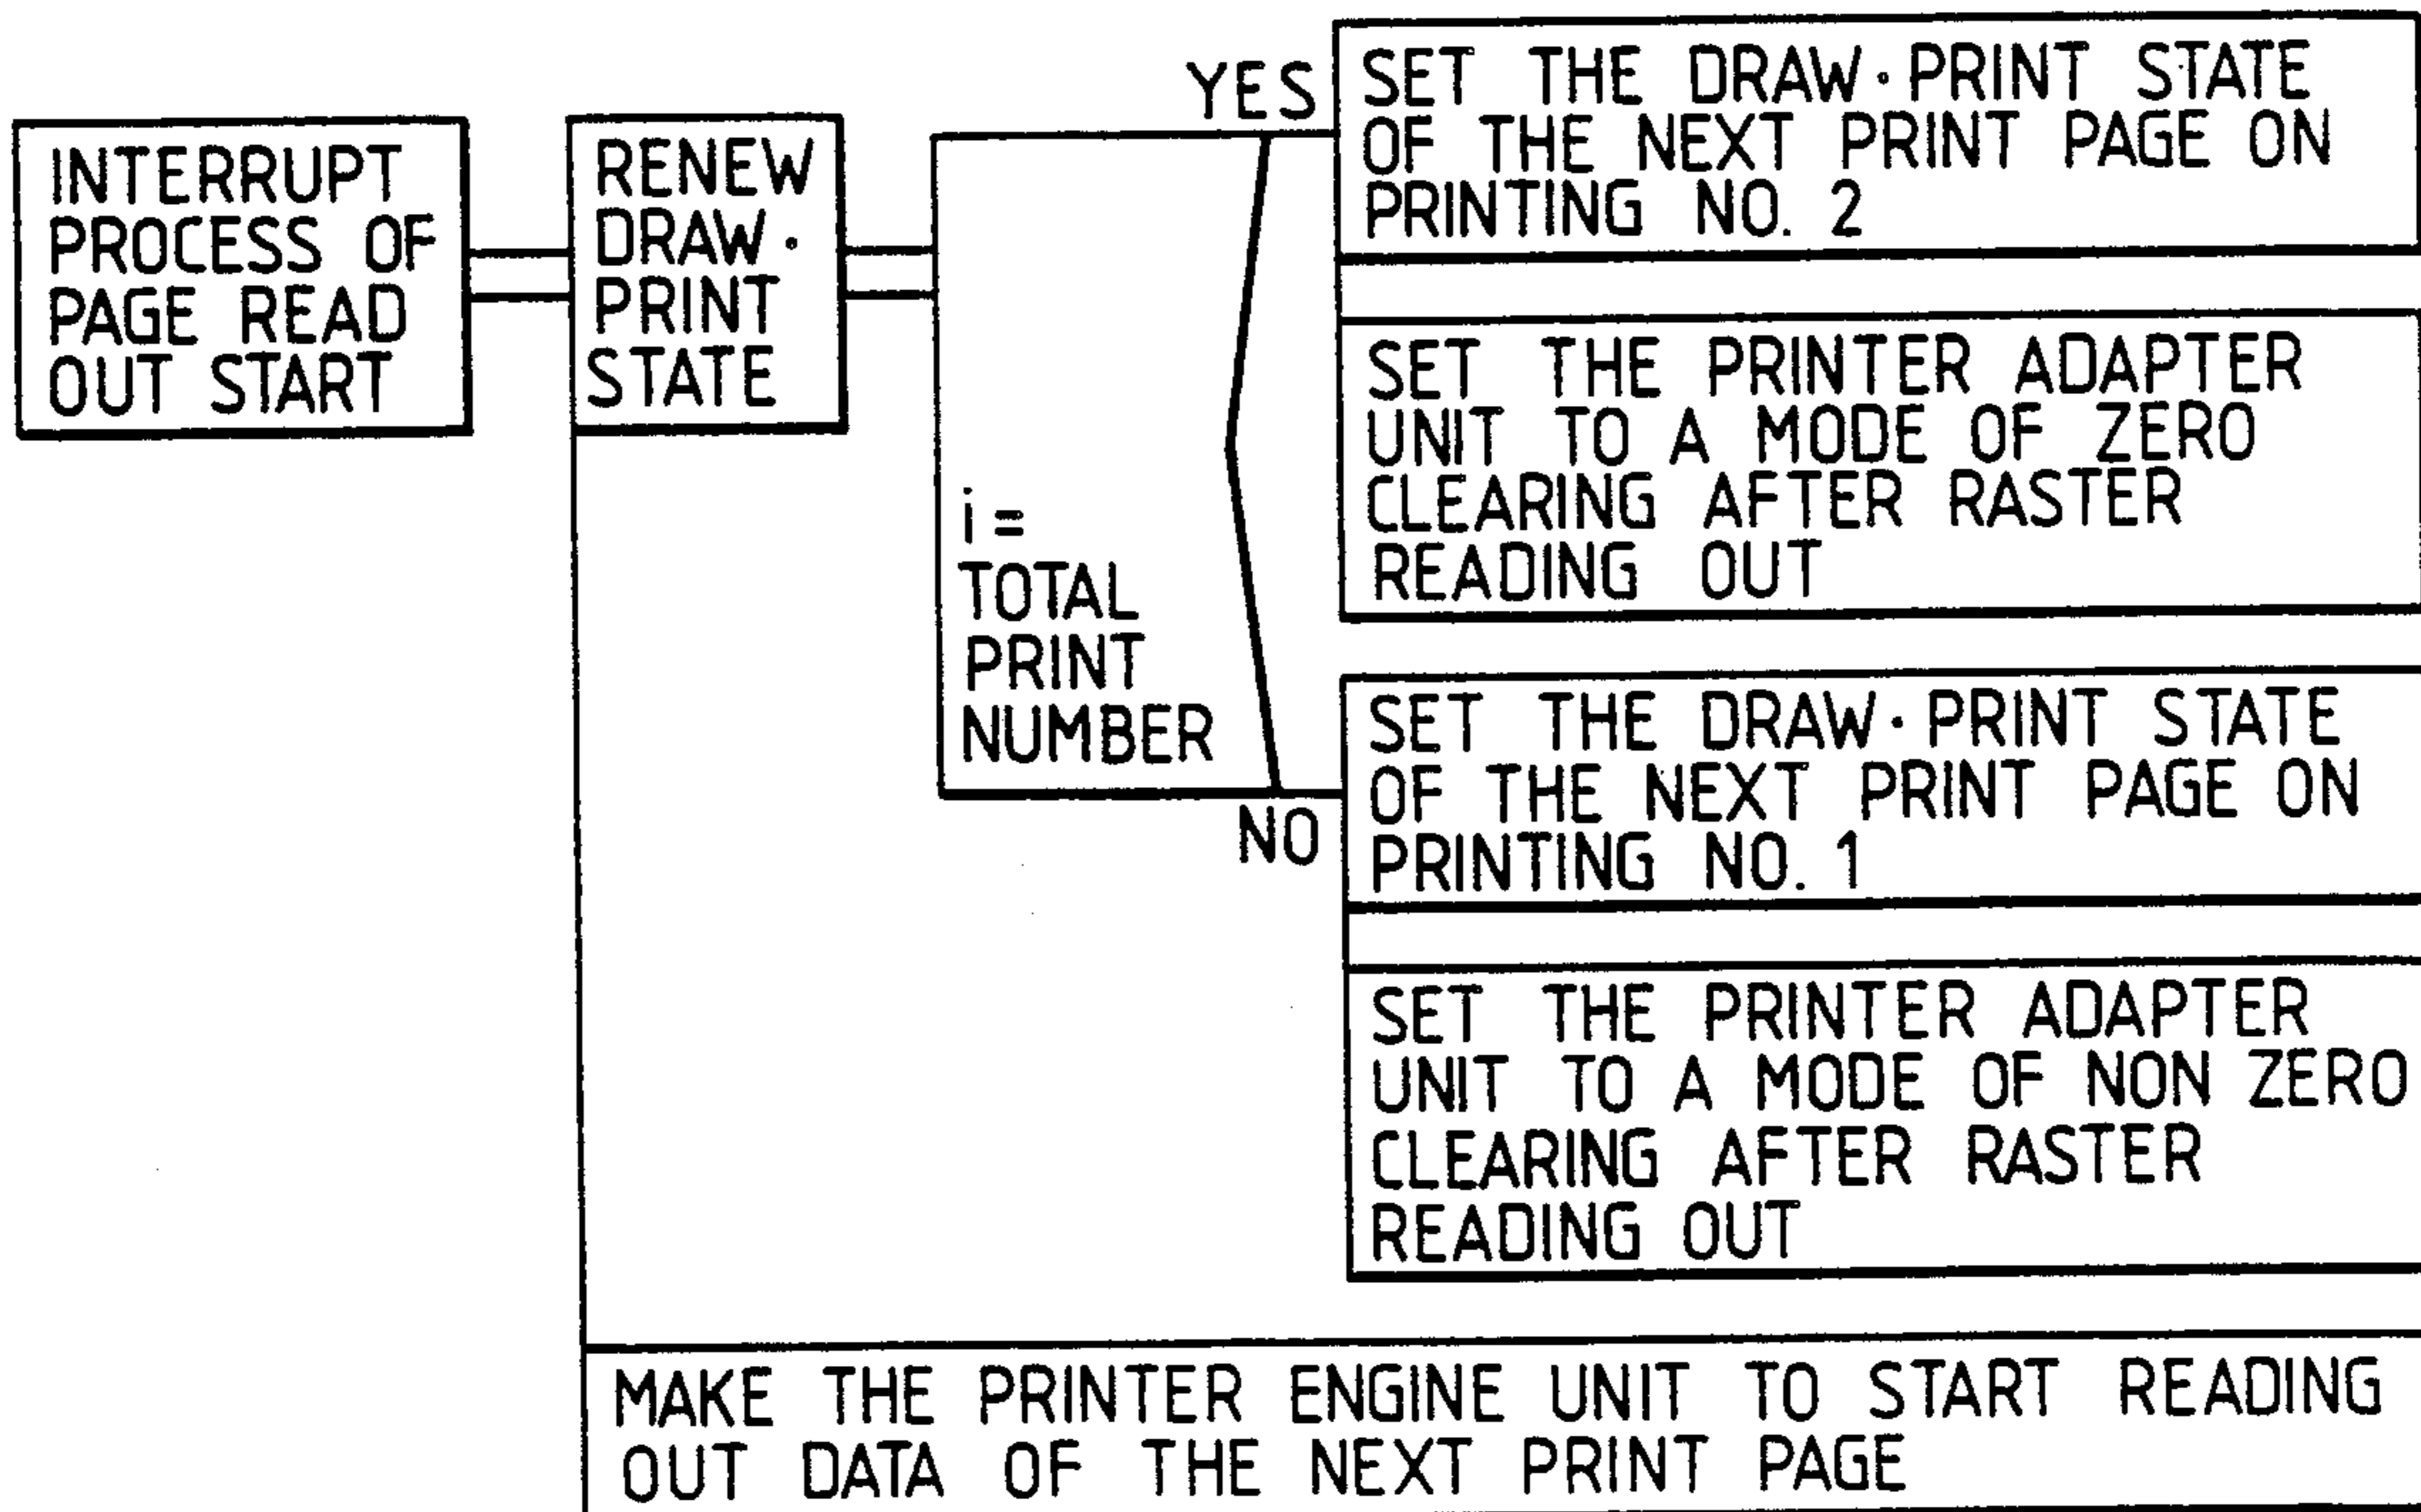 INTERRUPT
PROCESS OF
PAGE READ
OUT START
RENEW
DRAW·
PRINT
STATE
i =
TOTAL
PRINT
NUMBER
YES
SET THE DRAW·PRINT STATE
OF THE NEXT PRINT PAGE ON
PRINTING NO. 2
SET THE PRINTER ADAPTER
UNIT TO A MODE OF ZERO
CLEARING AFTER RASTER
READING OUT
NO
SET THE DRAW·PRINT STATE
OF THE NEXT PRINT PAGE ON
PRINTING NO. 1
SET THE PRINTER ADAPTER
UNIT TO A MODE OF NON ZERO
CLEARING AFTER RASTER
READING OUT
MAKE THE PRINTER ENGINE UNIT TO START READING
OUT DATA OF THE NEXT PRINT PAGE